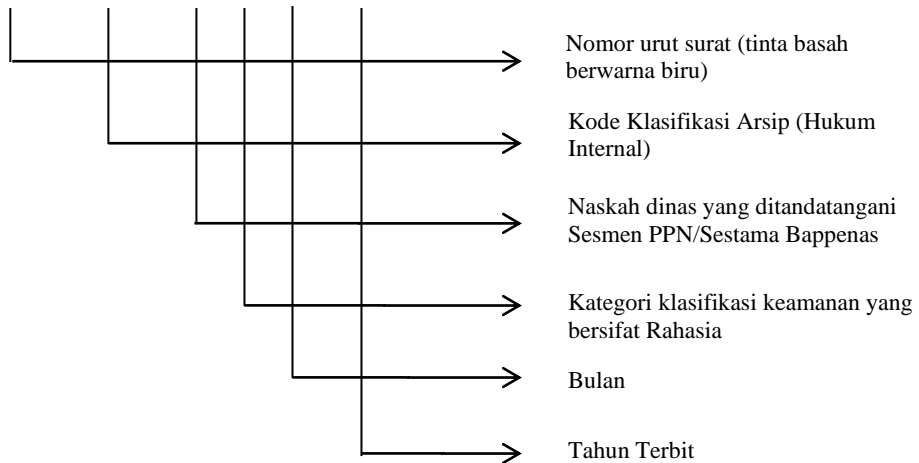 Nomor urut surat (tinta basah
berwarna biru)
Kode Klasifikasi Arsip (Hukum
Internal)
Naskah dinas yang ditandatangani
Sesmen PPN/Sestama Bappenas
Kategori klasifikasi keamanan yang
bersifat Rahasia
Bulan
Tahun Terbit